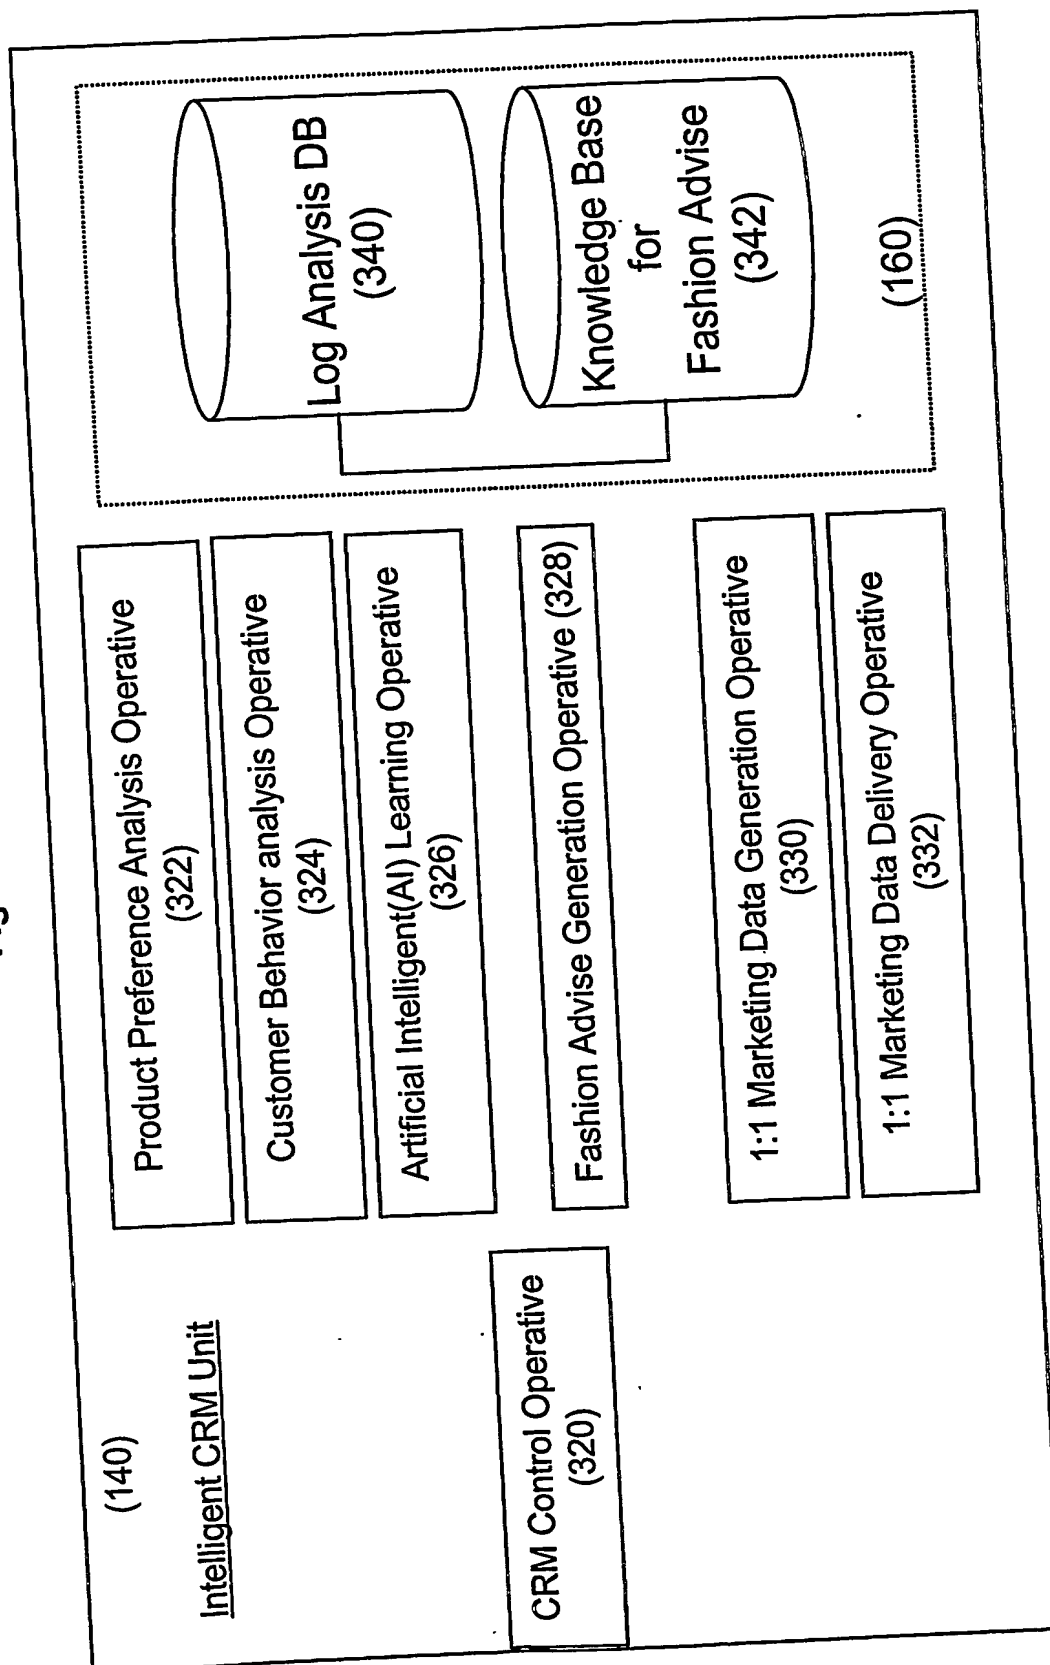 (140)
Intelligent CRM Unit
CRM Control Operative
(320)
Product Preference Analysis Operative
(322)
Customer Behavior analysis Operative
(324)
Artificial Intelligent(AI) Learning Operative
(326)
Fashion Advise Generation Operative (328)
1:1 Marketing Data Generation Operative
(330)
1:1 Marketing Data Delivery Operative
(332)
Log Analysis DB
(340)
Knowledge Base
for
Fashion Advise
(342)
(160)